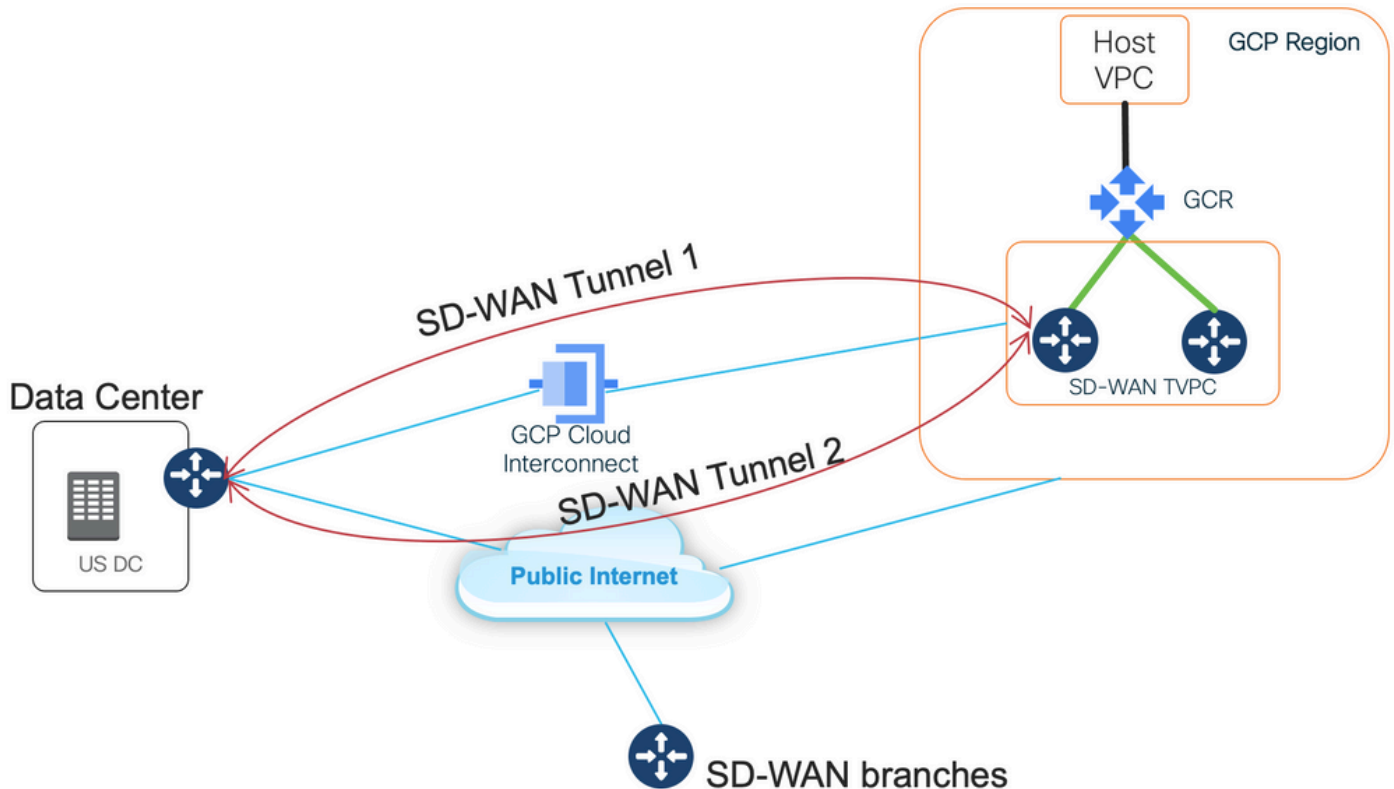 Host
VPC
GCP Region
GCR
SD-WAN Tunnel 1
SD-WAN TVPC
Data Center
GCP Cloud
Interconnect
SD-WAN Tunnel 2
US DC
Public Internet
SD-WAN branches